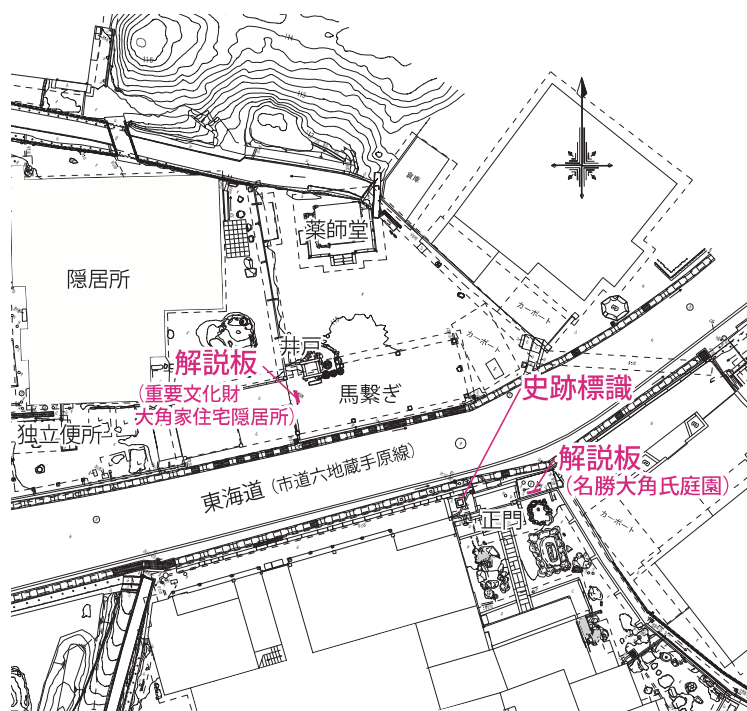 倉庫
薬師堂
隠居所
カーポート
カーポート
井戸
解説板
(重要文化財
大角家住宅隠居所)
馬繋ぎ
史跡標識
独立便所
解説板
(名勝大角氏庭園)
東海道(市道六地蔵手原線)
正門
カーポート